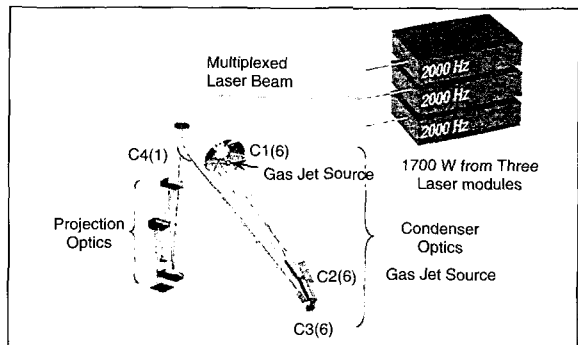 Multiplexed
Laser Beam
2000 Hz
2000 Hz
2000 Hz
1700 W from Three
Laser modules
C4(1)
C1(6)
Gas Jet Source
Projection
Optics
Condenser
Optics
Gas Jet Source
C2(6)
C3(6)